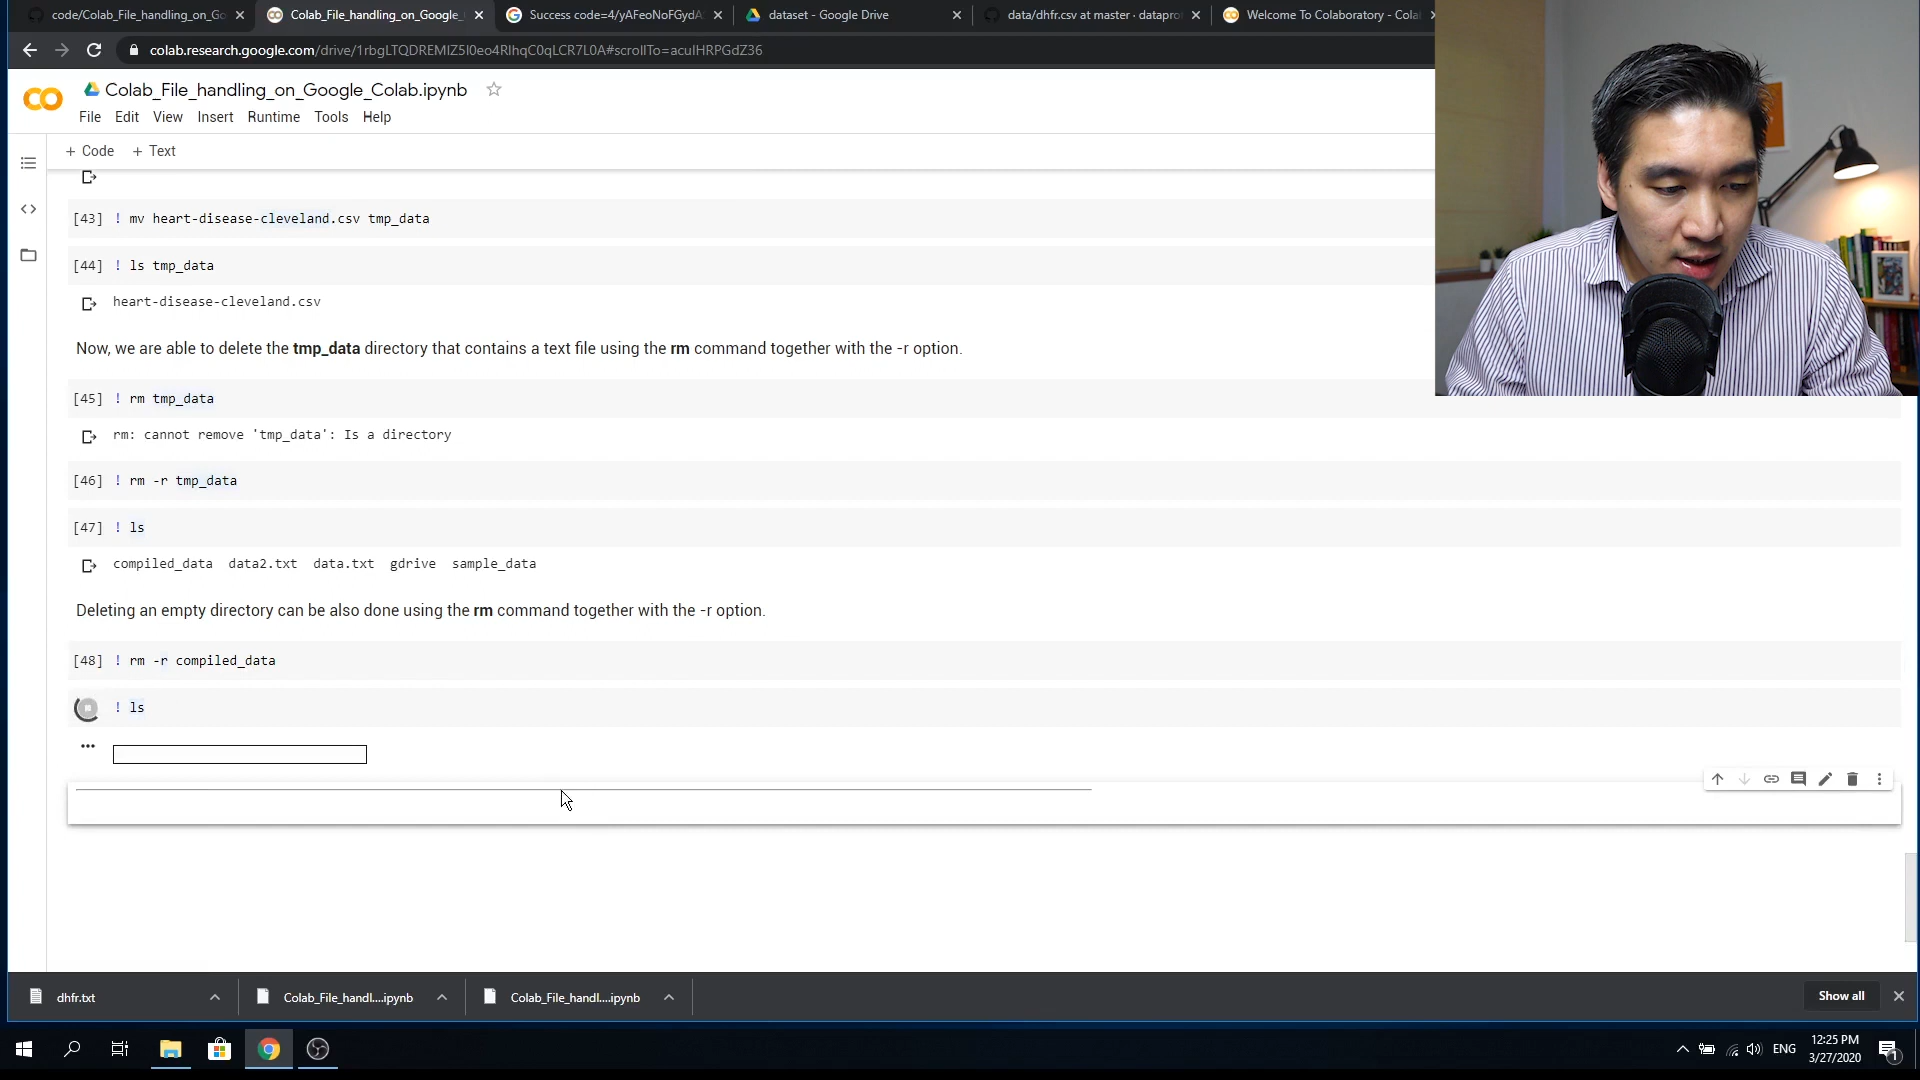 code/Colab_File_handling_on_Go
Colab_File_handling_on_Google_
Success code=4/yAFeoNoFGydA
dataset - Google Drive
data/dhfr.csv at master · datapro
Welcome To Colaboratory - Cola
colab.research.google.com/drive/1rbgLTQDREMIZ5I0eo4RlhqC0qLCR7L0A#scrollTo=acuIHRPGdZ36
CO
Colab_File_handling_on_Google_Colab.ipynb
File Edit View Insert Runtime Tools Help
+ Code + Text
[43] ! mv heart-disease-cleveland.csv tmp_data
[44] ! ls tmp_data
heart-disease-cleveland.csv
Now, we are able to delete the tmp_data directory that contains a text file using the rm command together with the -r option.
[45] ! rm tmp_data
rm: cannot remove 'tmp_data': Is a directory
[46] ! rm -r tmp_data
[47] ! ls
compiled_data data2.txt data.txt gdrive sample_data
Deleting an empty directory can be also done using the rm command together with the -r option.
[48] ! rm -r compiled_data
! ls
dhfr.txt
Colab_File_handl....ipynb
Colab_File_handl....ipynb
Show all
ENG
12:25 PM
3/27/2020
1